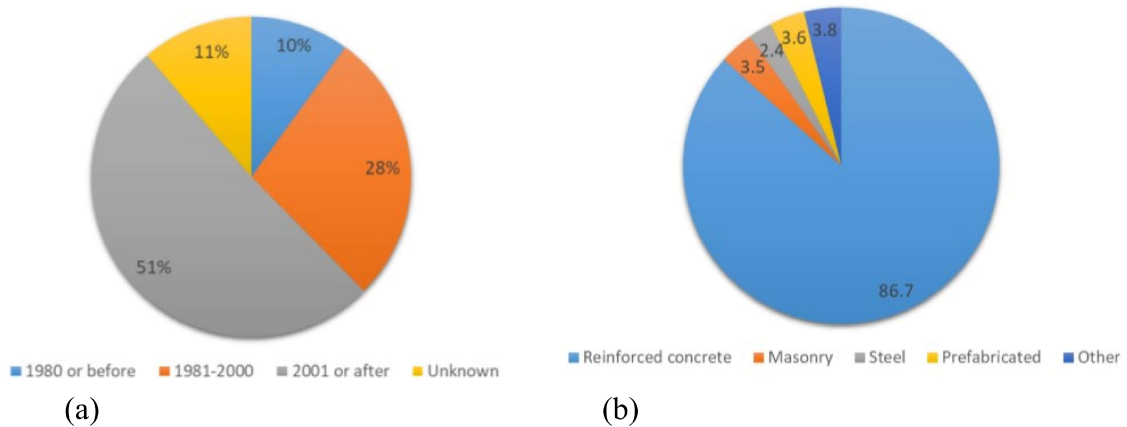 10%
28%
51%
11%
1980 or before 1981-2000 2001 or after Unknown
(a)
86.7
3.5
2.4
3.6
3.8
Reinforced concrete Masonry Steel Prefabricated Other
(b)